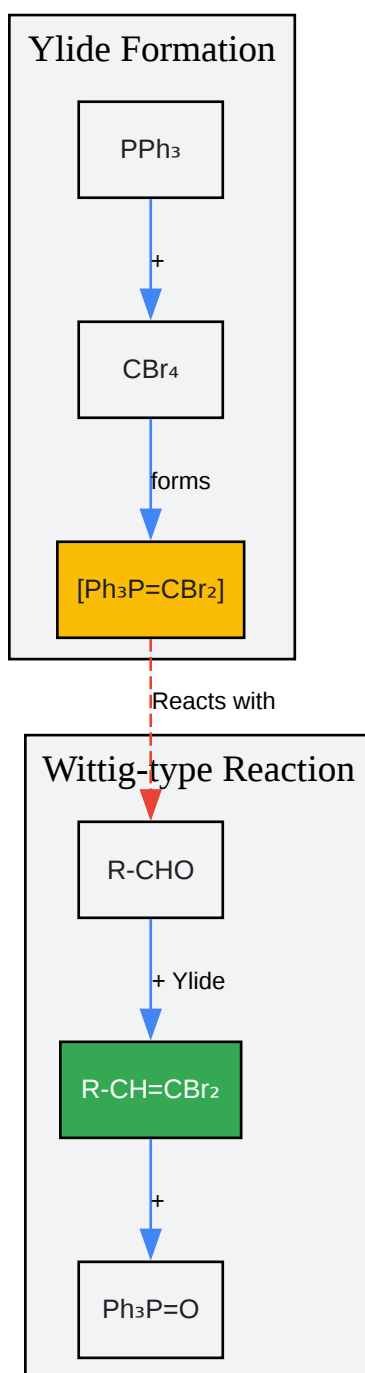 Ylide Formation
PPh₃
+
CBr₄
forms
[Ph₃P=CBr₂]
Reacts with
Wittig-type Reaction
R-CHO
+ Ylide
R-CH=CBr₂
+
Ph₃P=O